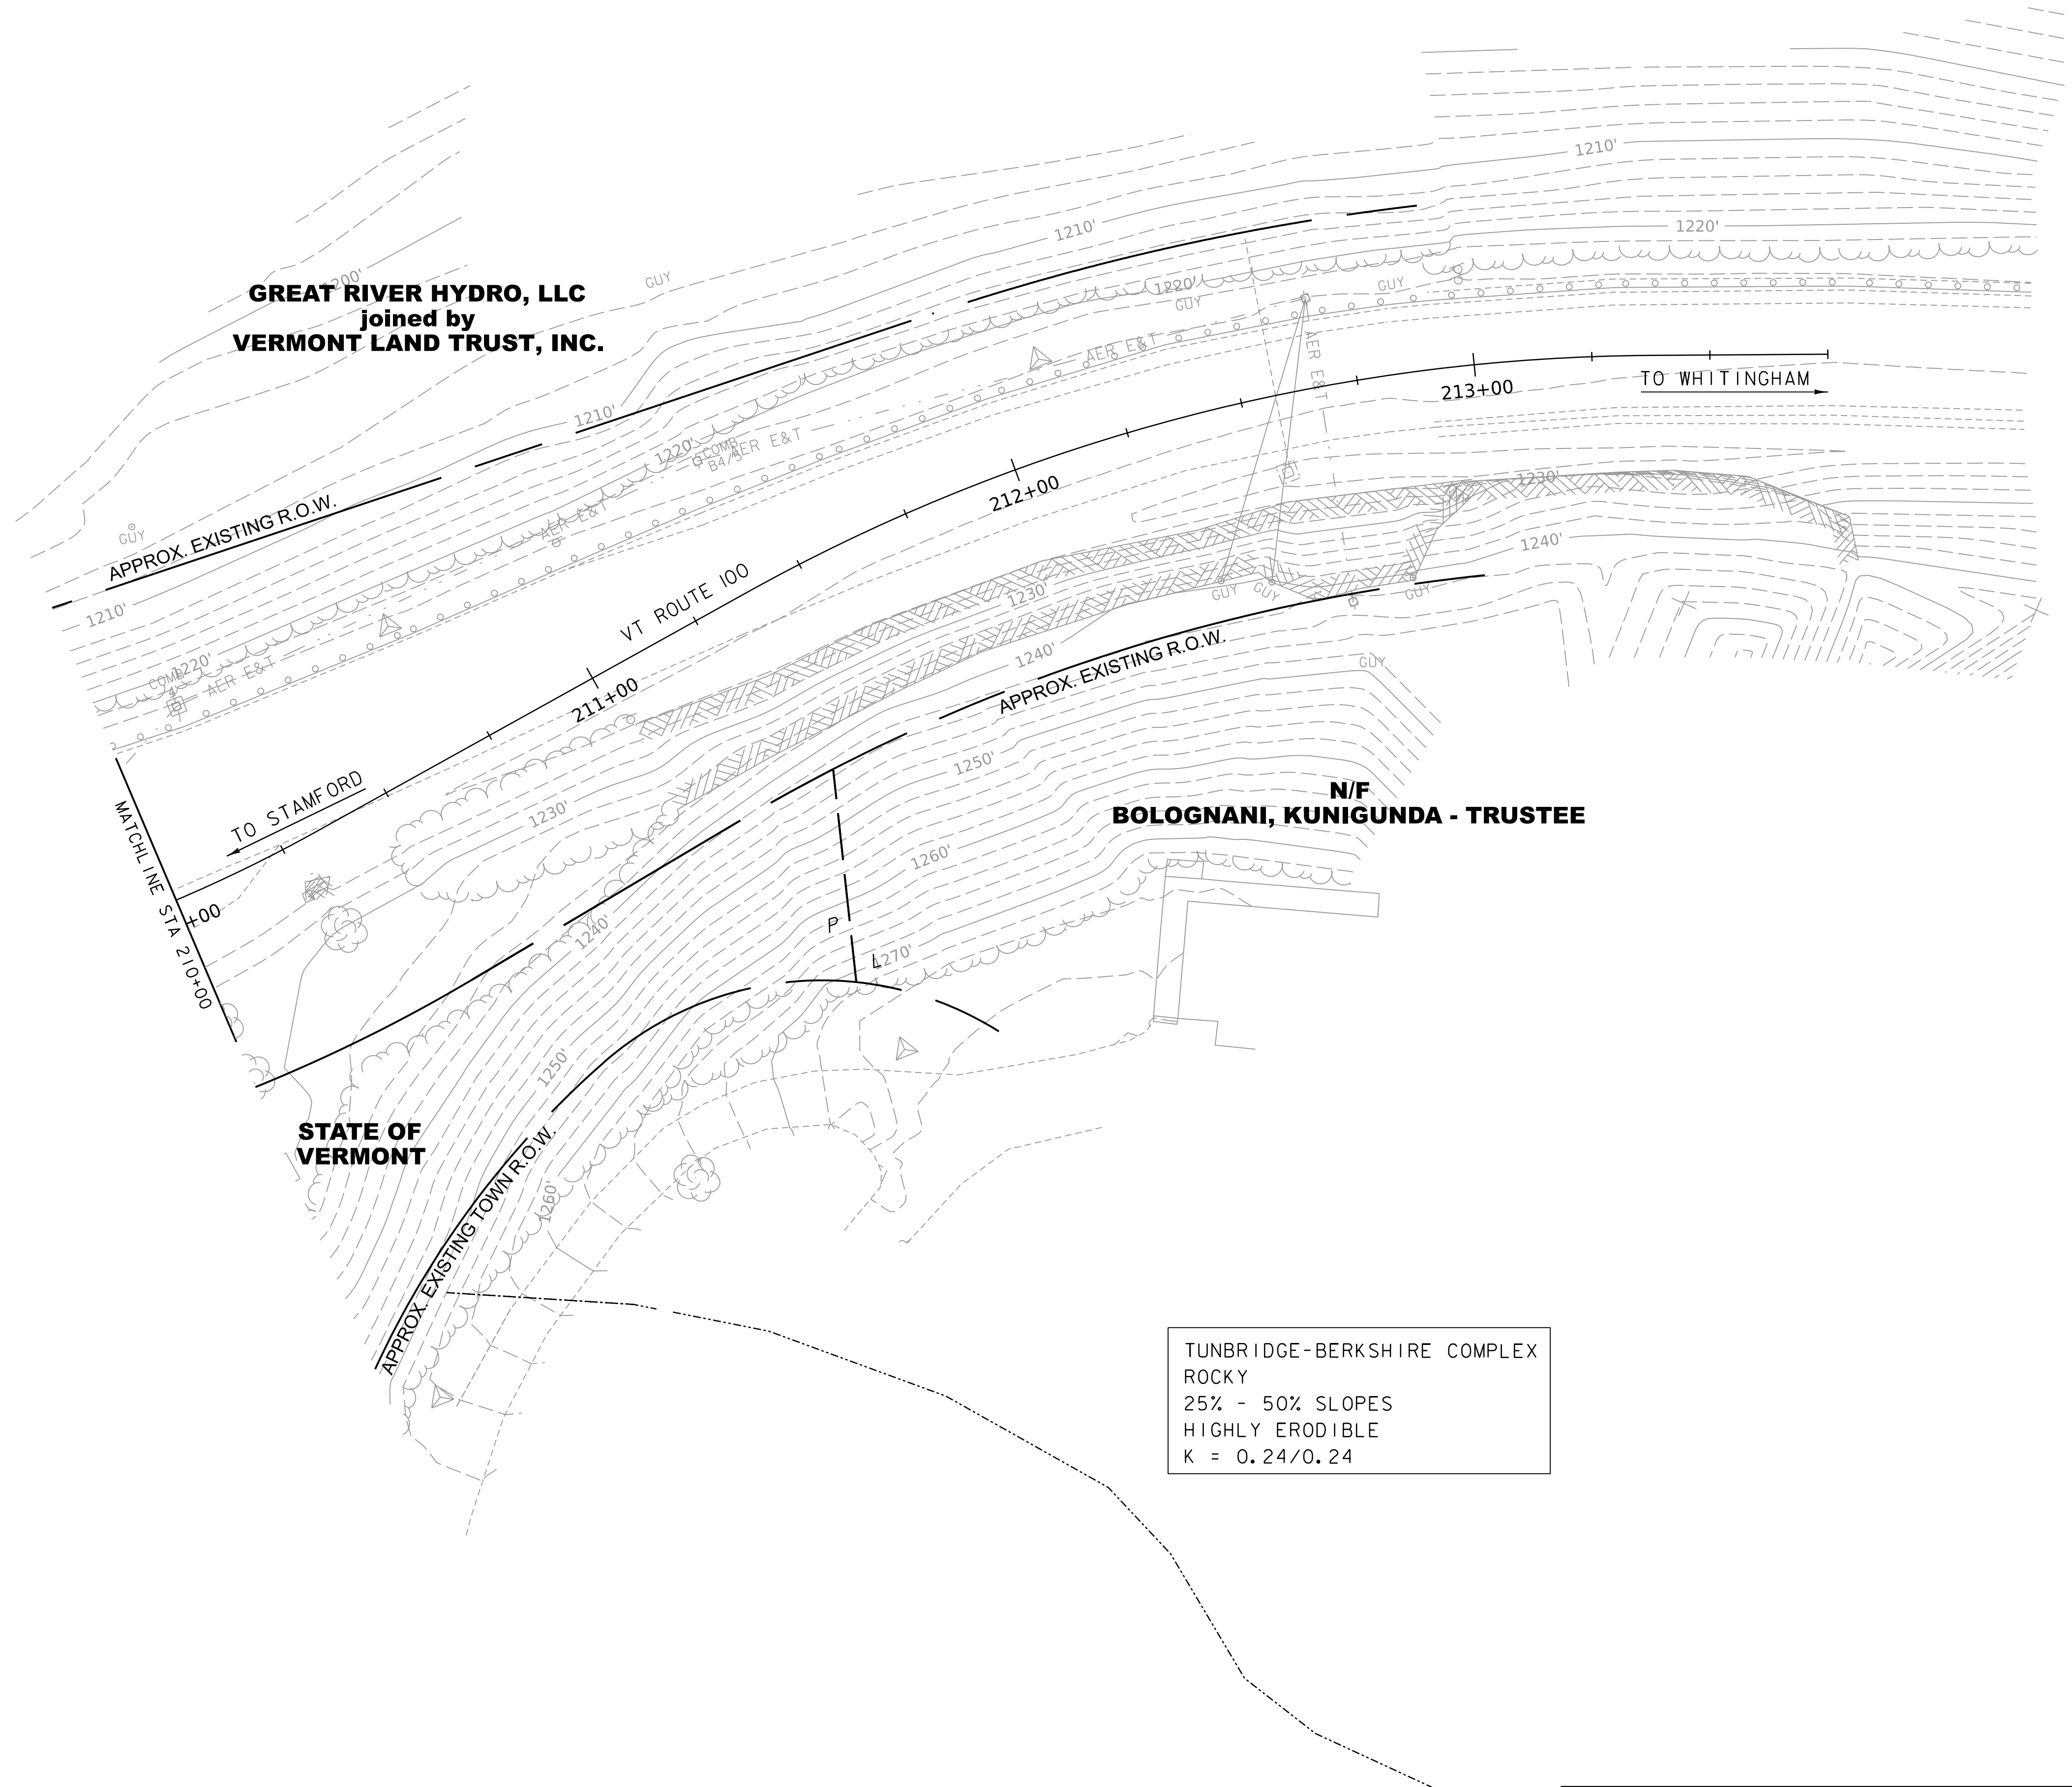 1210'
1210'
1220'
1200'
GUY
GREAT RIVER HYDRO, LLC
joined by
VERMONT LAND TRUST, INC.
1220'
GUY
GUY
AER E&T
AER E&T
213+00
TO WHITINGHAM
1210'
1220'
COMB
B4/5
AER E&T
212+00
1230'
AER E&T
GUY
APPROX. EXISTING R.O.W.
1240'
1210'
VT ROUTE 100
1230'
GUY
GUY
GUY
1220'
COMB
4
AER E&T
211+00
1240'
APPROX. EXISTING R.O.W.
GUY
1250'
TO STAMFORD
1230'
N/F
BOLOGNANI, KUNIGUNDA - TRUSTEE
MATCHLINE STA 210+00
+00
1260'
1240'
P
L
1270'
1250'
STATE OF
VERMONT
APPROX. EXISTING TOWN R.O.W.
1260'
TUNBRIDGE-BERKSHIRE COMPLEX
ROCKY
25% - 50% SLOPES
HIGHLY ERODIBLE
K = 0.24/0.24